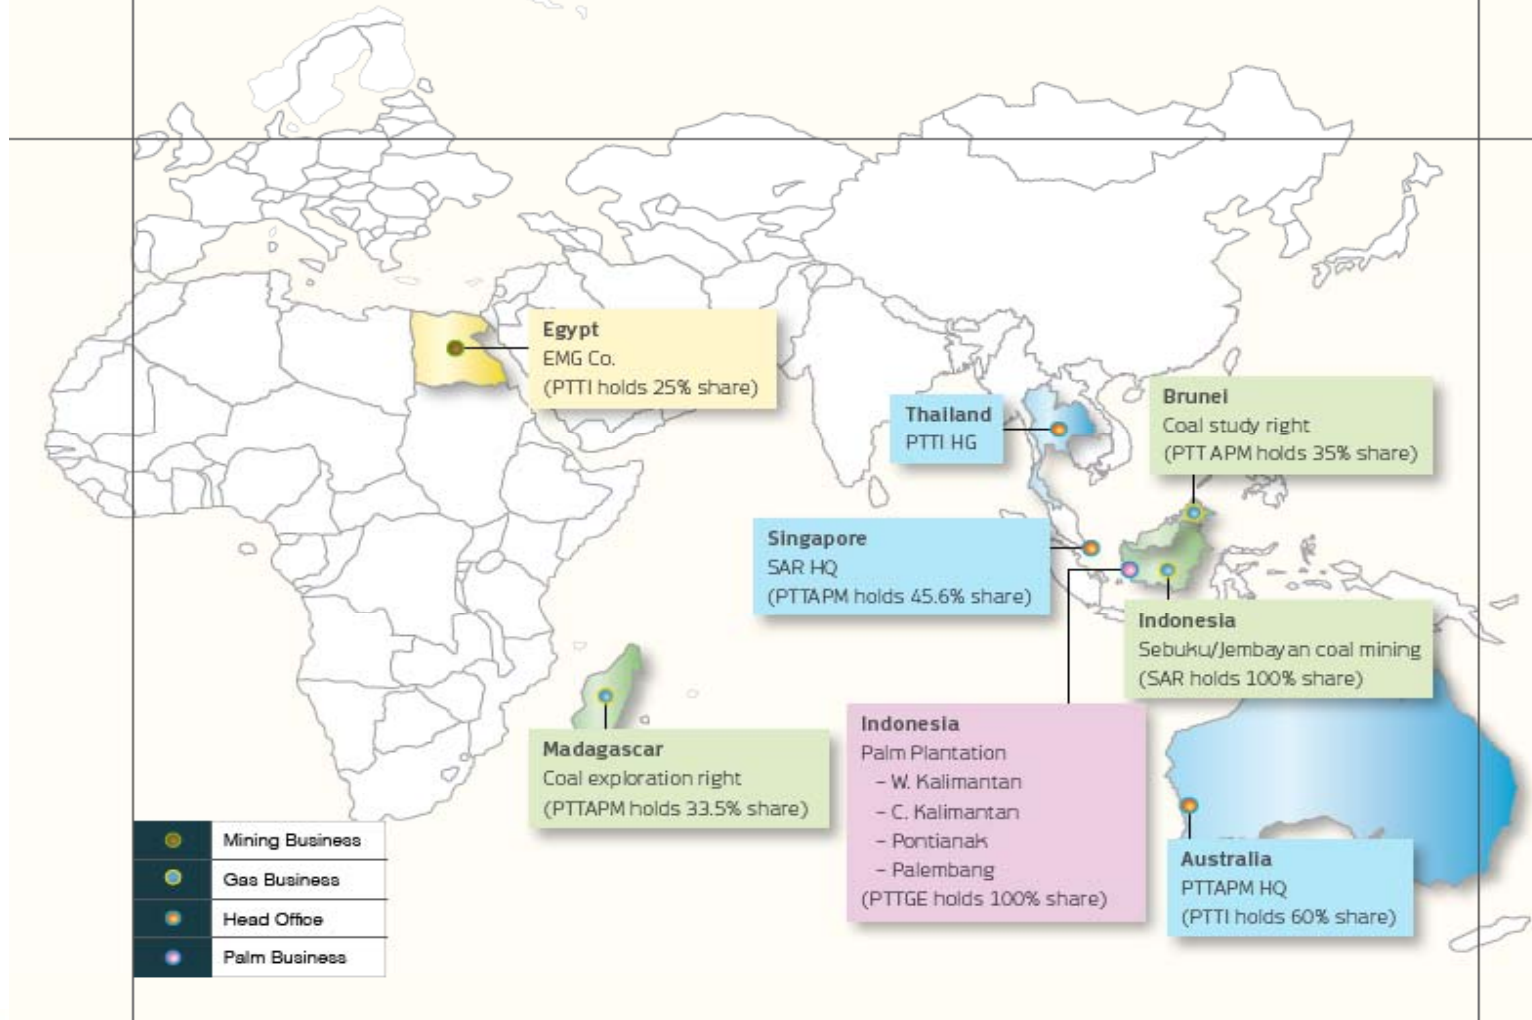 Egypt
EMG Co.
(PTTI holds 25% share)
Thailand
PTTI HG
Brunei
Coal study right
(PTT APM holds 35% share)
Singapore
SAR HQ
(PTTAPM holds 45.6% share)
Indonesia
Sebuku/Jembayan coal mining
(SAR holds 100% share)
Madagascar
Coal exploration right
(PTTAPM holds 33.5% share)
Indonesia
Palm Plantation
- W. Kalimantan
- C. Kalimantan
- Pontianak
- Palembang
(PTTGE holds 100% share)
Australia
PTTAPM HQ
(PTTI holds 60% share)
Mining Business
Gas Business
Head Office
Palm Business